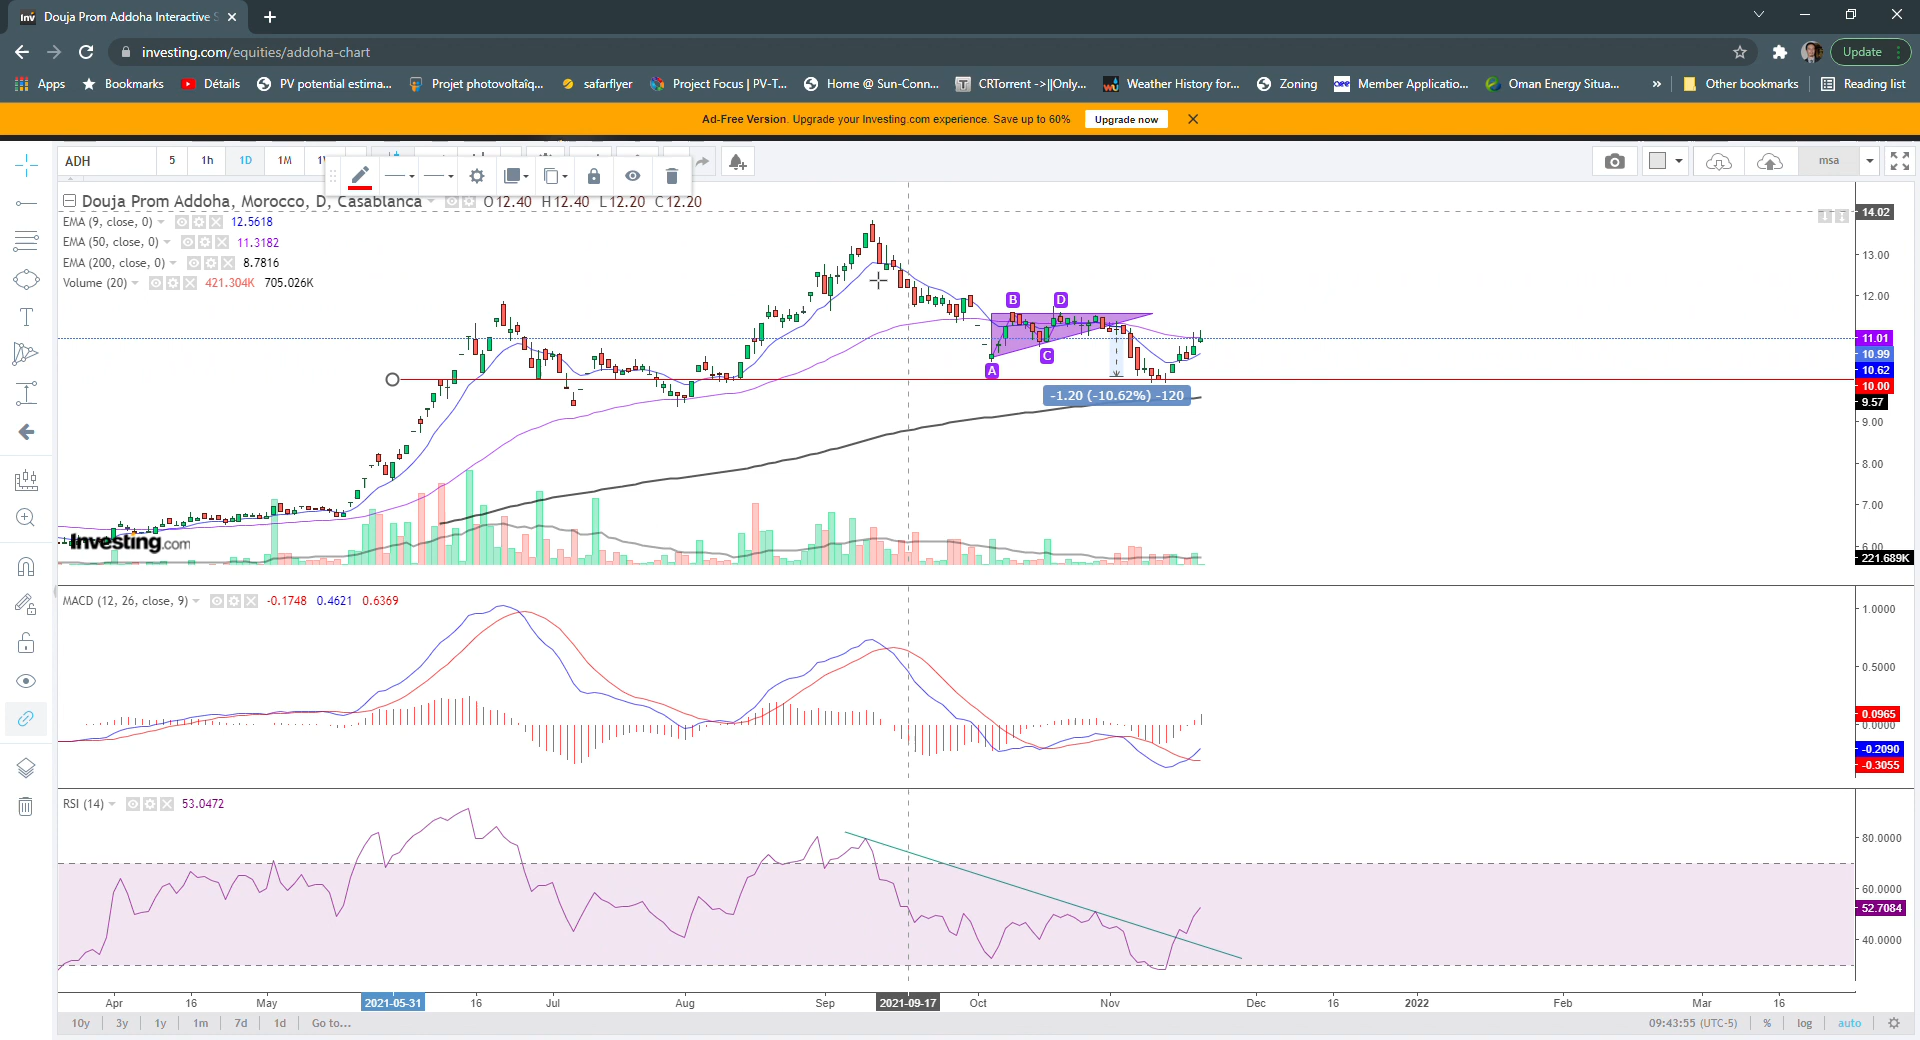 Douja Prom Addoha Interactive S
investing.com/equities/addoha-chart
Update
Apps
Bookmarks
Détails
PV potential estima...
Projet photovoltaîq...
safarflyer
Project Focus | PV-T...
Home @ Sun-Conn...
CRTorrent ->||Only...
Weather History for...
Zoning
Member Applicatio...
Oman Energy Situa...
»
Other bookmarks
Reading list
Ad-Free Version. Upgrade your Investing.com experience. Save up to 60%
Upgrade now
ADH
5
1h
1D
1M
msa
Douja Prom Addoha, Morocco, D, Casablanca
O12.40 H12.40 L12.20 C12.20
EMA (9, close, 0)
12.5618
EMA (50, close, 0)
11.3182
EMA (200, close, 0)
8.7816
Volume (20)
421.304K 705.026K
14.02
13.00
12.00
11.01
10.99
10.62
10.00
9.57
9.00
8.00
7.00
6.00
221.689K
B
D
C
A
-1.20 (-10.62%) -120
Investing.com
MACD (12, 26, close, 9)
-0.1748 0.4621 0.6369
1.0000
0.5000
0.0965
0.0000
-0.2090
-0.3055
RSI (14)
53.0472
80.0000
60.0000
52.7084
40.0000
Apr
16
May
2021-05-31
16
Jul
Aug
Sep
2021-09-17
Oct
Nov
Dec
16
2022
Feb
Mar
16
10y
3y
1y
1m
7d
1d
Go to...
09:43:55 (UTC-5)
%
log
auto